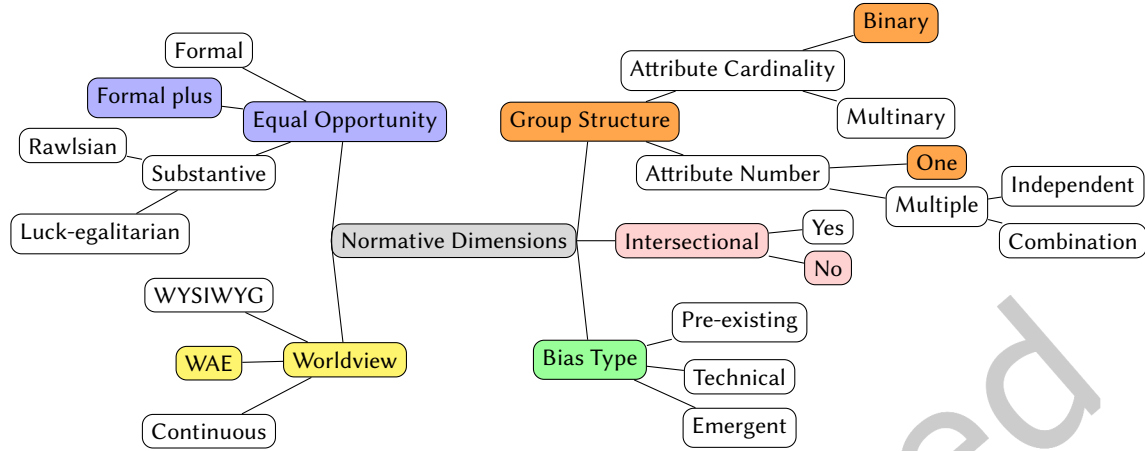 Formal
Formal plus
Equal Opportunity
Rawlsian
Substantive
Luck-egalitarian
Normative Dimensions
WYSIWYG
WAE
Worldview
Continuous
Binary
Attribute Cardinality
Group Structure
Multinary
Attribute Number
One
Multiple
Independent
Combination
Intersectional
Yes
No
Pre-existing
Bias Type
Technical
Emergent
ed